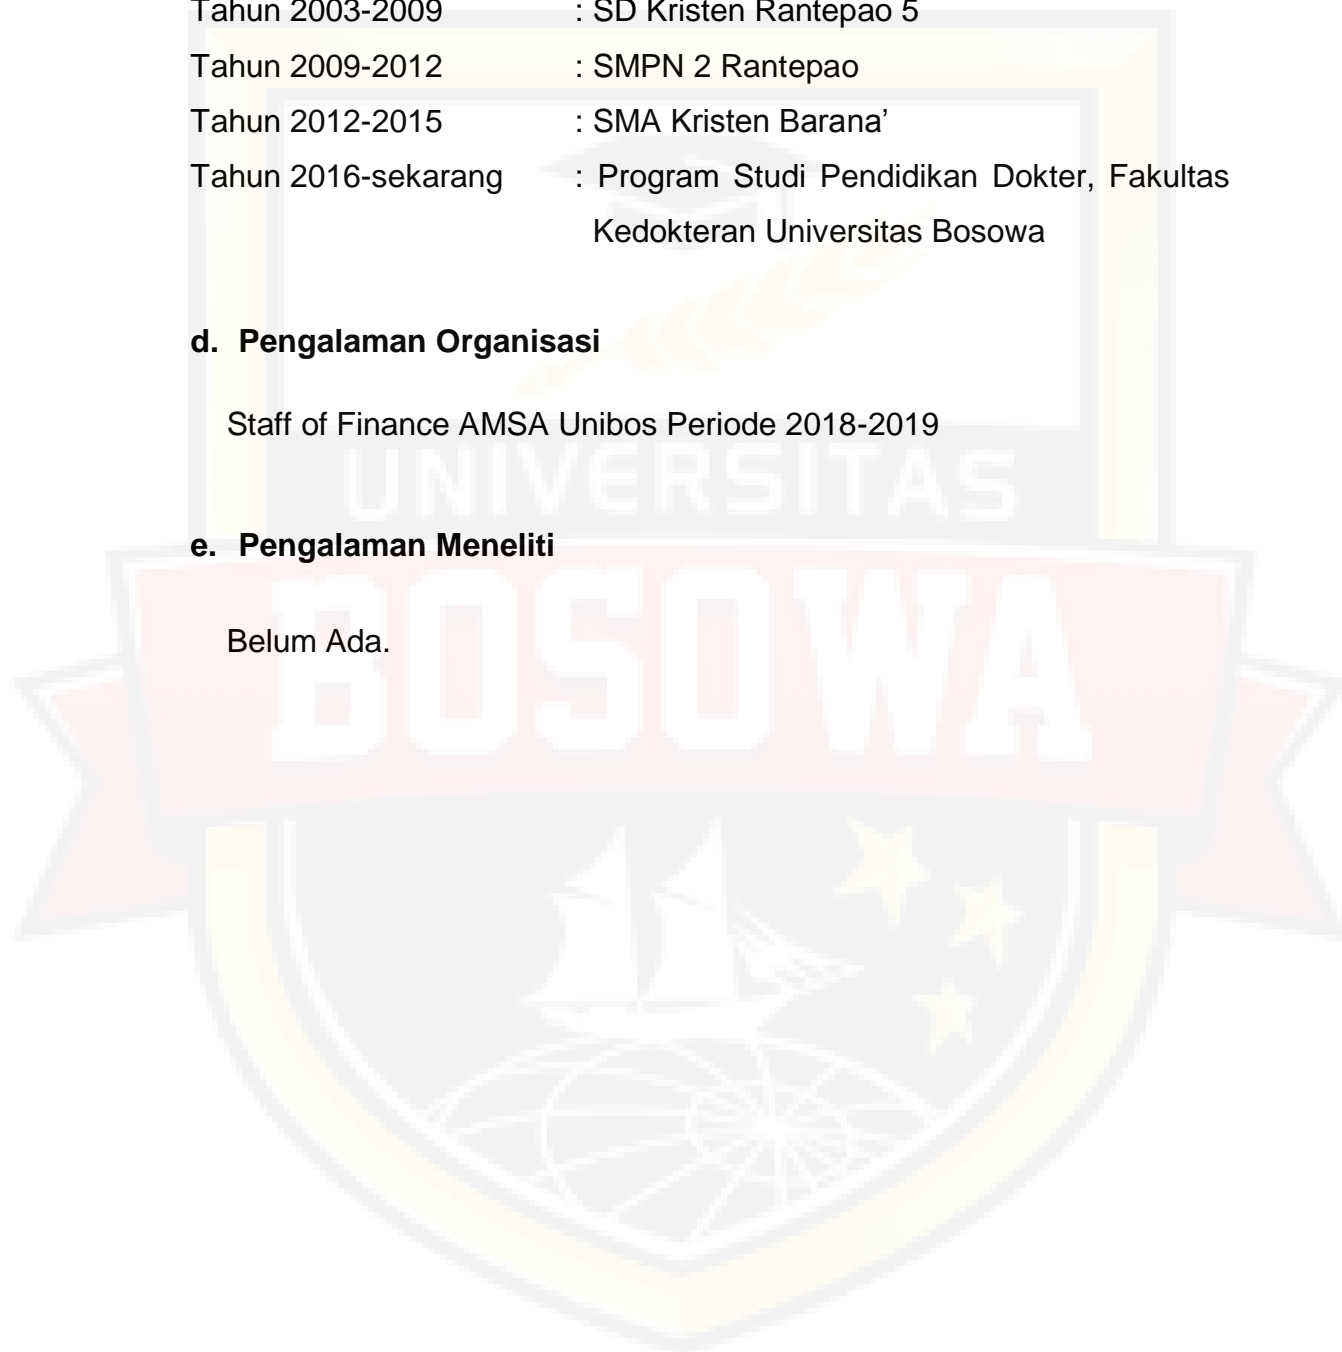 Tahun 2003-2009 : SD Kristen Rantepao 5
Tahun 2009-2012 : SMPN 2 Rantepao
Tahun 2012-2015 : SMA Kristen Barana’
Tahun 2016-sekarang : Program Studi Pendidikan Dokter, Fakultas
Kedokteran Universitas Bosowa
d. Pengalaman Organisasi
Staff of Finance AMSA Unibos Periode 2018-2019
UNIVERSITAS
e. Pengalaman Meneliti
Belum Ada.
BOSOWA